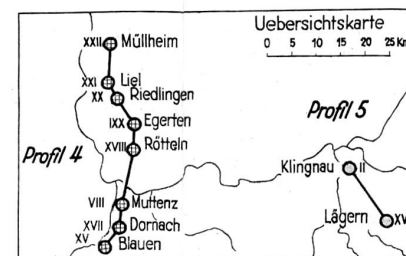 Uebersichtskarte
0 5 10 15 20 25 Km
XXII Müllheim
XXI Liel
XX Riedlingen
IXX Egerten
XVIII Rötteln
Profil 4
Profil 5
Klingnau II
VIII Muttenz
XVII Dornach
XV Blauen
Lägern